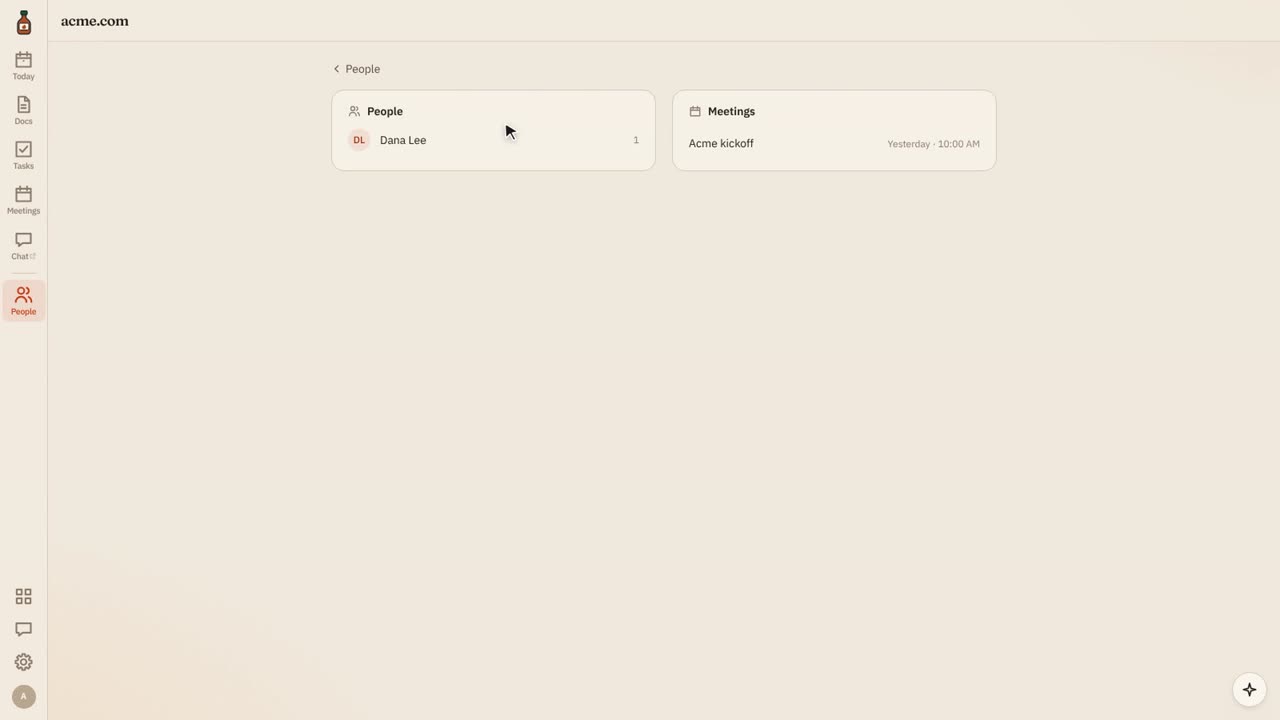 acme.com
Today
Docs
Tasks
Meetings
Chat
People
People
People
DL Dana Lee 1
Meetings
Acme kickoff Yesterday · 10:00 AM
A